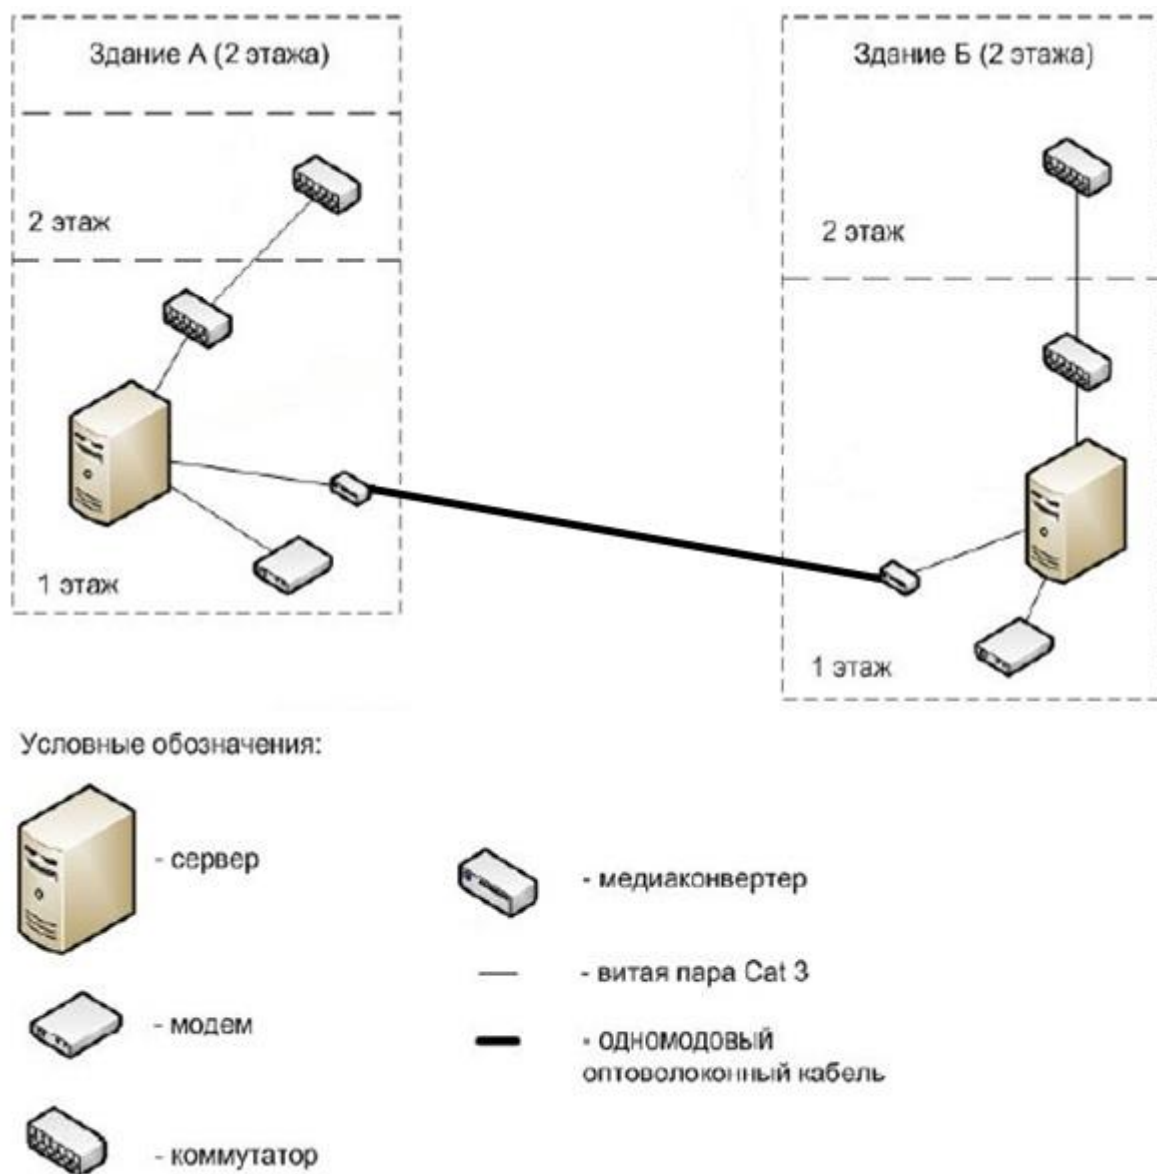 Здание А (2 этажа)
Здание Б (2 этажа)
2 этаж
2 этаж
1 этаж
1 этаж
Условные обозначения:
- сервер
- медиаконвертер
- витая пара Cat 3
- модем
- одномодовый
оптоволоконный кабель
- коммутатор